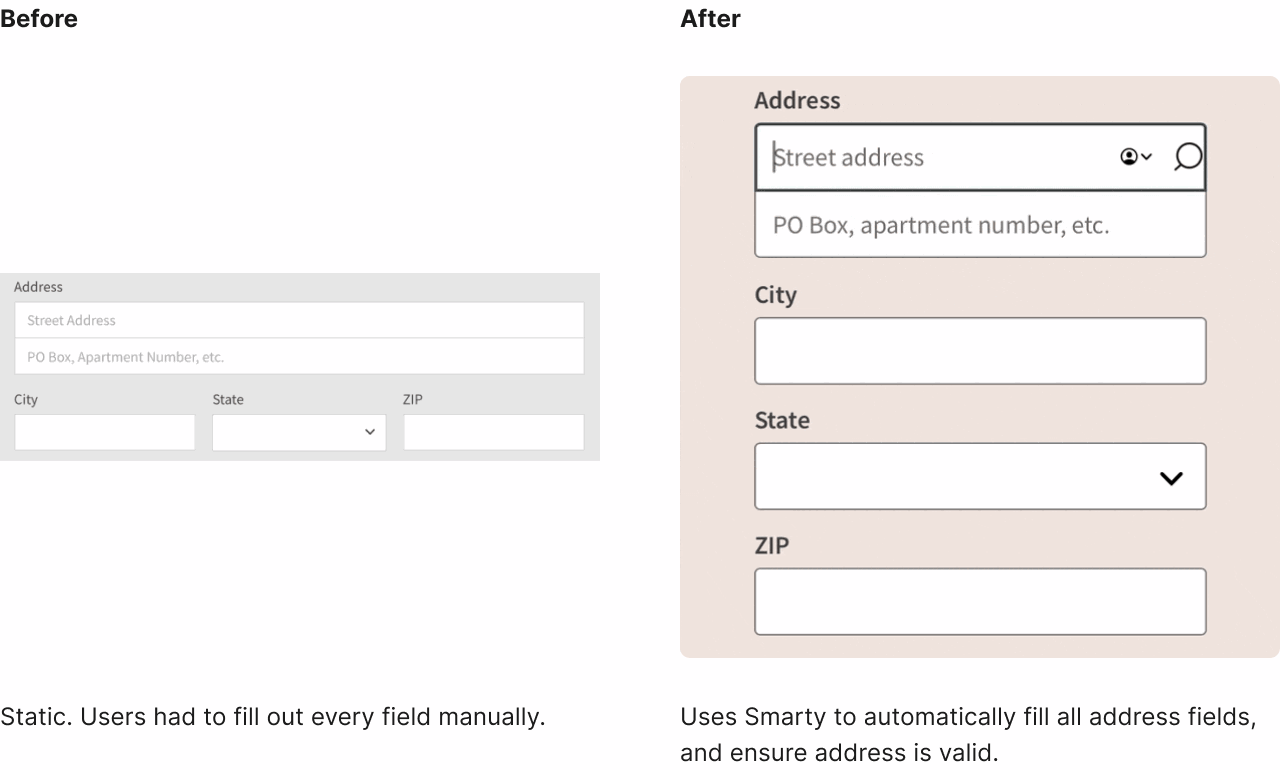 Before
Address
Street Address
PO Box, Apartment Number, etc.
City State ZIP
Static. Users had to fill out every field manually.
After
Address
Street address
PO Box, apartment number, etc.
City
State
ZIP
Uses Smarty to automatically fill all address fields,
and ensure address is valid.